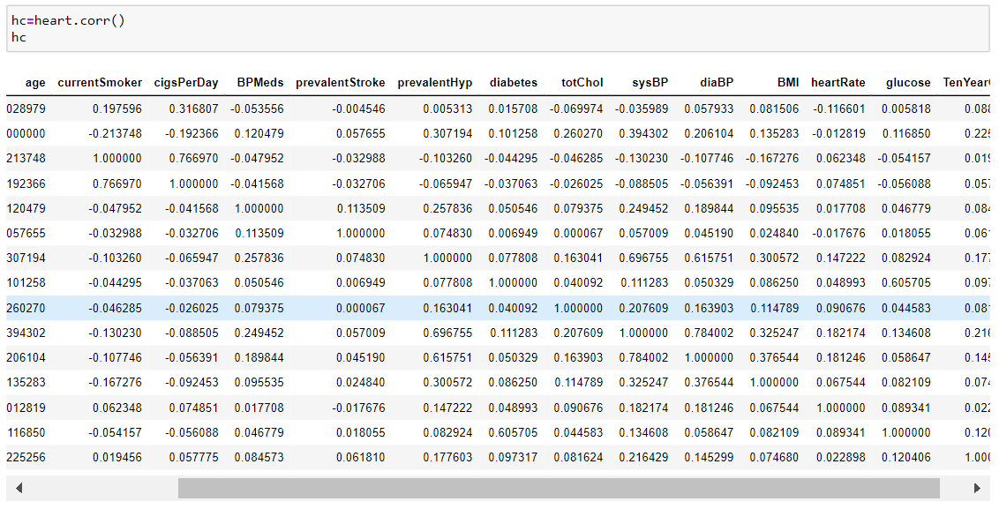 hc=heart.corr()
hc
age currentSmoker cigsPerDay BPMeds prevalentStroke prevalentHyp diabetes totChol sysBP diaBP BMI heartRate glucose TenYear
028979 0.197596 0.316807 -0.053556 -0.004546 0.005313 0.015708 -0.069974 -0.035989 0.057933 0.081506 -0.116601 0.005818 0.088
000000 -0.213748 -0.192366 0.120479 0.057655 0.307194 0.101258 0.260270 0.394302 0.206104 0.135283 -0.012819 0.116850 0.225
213748 1.000000 0.766970 -0.047952 -0.032988 -0.103260 -0.044295 -0.046285 -0.130230 -0.107746 -0.167276 0.062348 -0.054157 0.019
192366 0.766970 1.000000 -0.041568 -0.032706 -0.065947 -0.037063 -0.026025 -0.088505 -0.056391 -0.092453 0.074851 -0.056088 0.057
120479 -0.047952 -0.041568 1.000000 0.113509 0.257836 0.050546 0.079375 0.249452 0.189844 0.095535 0.017708 0.046779 0.084
057655 -0.032988 -0.032706 0.113509 1.000000 0.074830 0.006949 0.000067 0.057009 0.045190 0.024840 -0.017676 0.018055 0.061
307194 -0.103260 -0.065947 0.257836 0.074830 1.000000 0.077808 0.163041 0.696755 0.615751 0.300572 0.147222 0.082924 0.177
101258 -0.044295 -0.037063 0.050546 0.006949 0.077808 1.000000 0.040092 0.111283 0.050329 0.086250 0.048993 0.605705 0.097
260270 -0.046285 -0.026025 0.079375 0.000067 0.163041 0.040092 1.000000 0.207609 0.163903 0.114789 0.090676 0.044583 0.081
394302 -0.130230 -0.088505 0.249452 0.057009 0.696755 0.111283 0.207609 1.000000 0.784002 0.325247 0.182174 0.134608 0.216
206104 -0.107746 -0.056391 0.189844 0.045190 0.615751 0.050329 0.163903 0.784002 1.000000 0.376544 0.181246 0.058647 0.145
135283 -0.167276 -0.092453 0.095535 0.024840 0.300572 0.086250 0.114789 0.325247 0.376544 1.000000 0.067544 0.082109 0.074
012819 0.062348 0.074851 0.017708 -0.017676 0.147222 0.048993 0.090676 0.182174 0.181246 0.067544 1.000000 0.089341 0.022
116850 -0.054157 -0.056088 0.046779 0.018055 0.082924 0.605705 0.044583 0.134608 0.058647 0.082109 0.089341 1.000000 0.120
225256 0.019456 0.057775 0.084573 0.061810 0.177603 0.097317 0.081624 0.216429 0.145299 0.074680 0.022898 0.120406 1.000